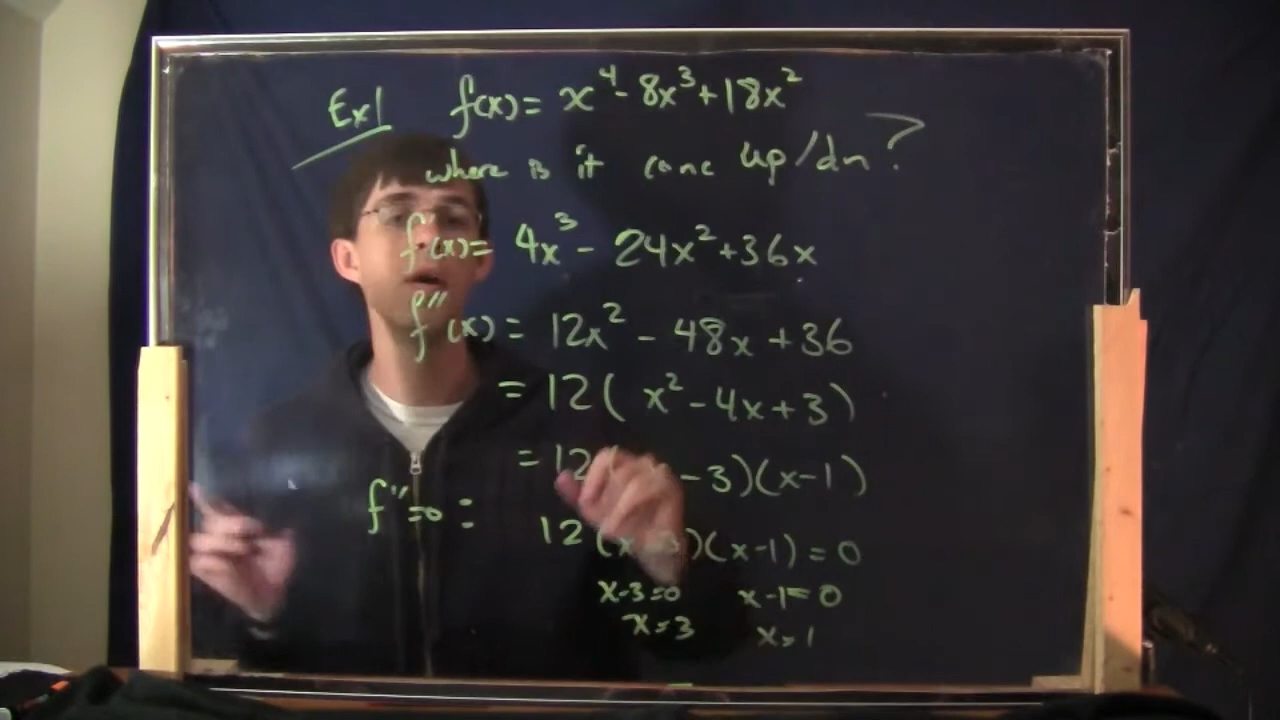 Ex1 f(x) = x⁴ - 8x³ + 18x²
where is it conc up/dn?
f'(x) = 4x³ - 24x² + 36x
f''(x) = 12x² - 48x + 36
= 12(x² - 4x + 3)
= 12 - 3)(x - 1)
f'' = 0 : 12(x )(x - 1) = 0
x - 3 = 0 x - 1 = 0
x = 3 x = 1